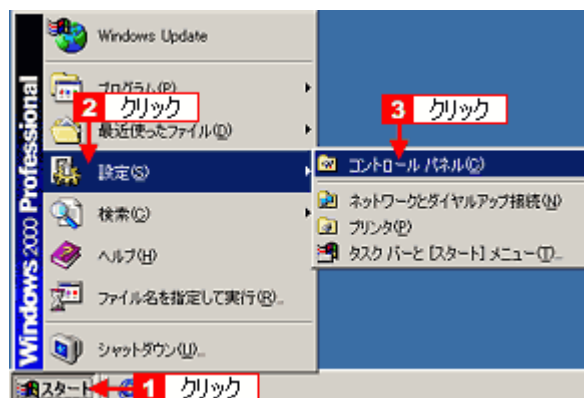 Windows 2000 Professional
Windows Update
プログラム(P)
2 クリック
最近使ったファイル(D)
設定(S)
検索(C)
ヘルプ(H)
ファイル名を指定して実行(R)...
シャットダウン(U)...
3 クリック
コントロール パネル(C)
ネットワークとダイヤルアップ接続(N)
プリンタ(P)
タスク バーと [スタート] メニュー(T)...
スタート
1 クリック